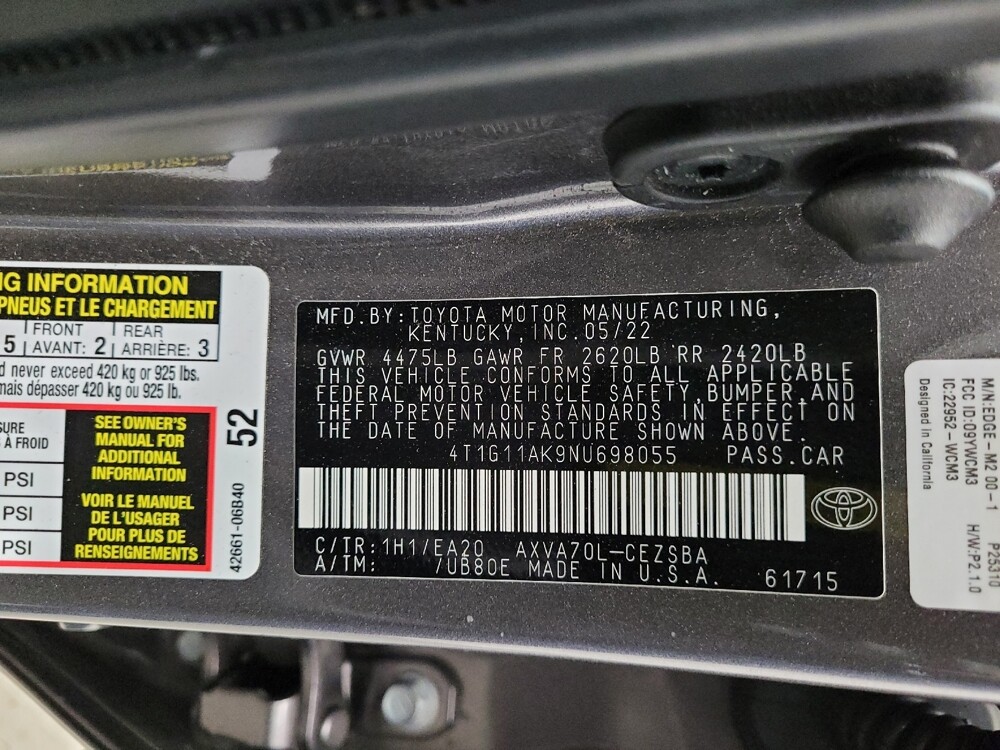 NG INFORMATION
PNEUS ET LE CHARGEMENT
5 FRONT AVANT: 2 REAR ARRIÈRE: 3
d never exceed 420 kg or 925 lbs.
mais dépasser 420 kg ou 925 lb.
SURE
À FROID
PSI
PSI
PSI
SEE OWNER'S
MANUAL FOR
ADDITIONAL
INFORMATION
VOIR LE MANUEL
DE L'USAGER
POUR PLUS DE
RENSEIGNEMENTS
52
42661-06B40
MFD.BY:TOYOTA MOTOR MANUFACTURING,
KENTUCKY,INC.05/22
GVWR 4475LB GAWR FR 2620LB RR 2420LB
THIS VEHICLE CONFORMS TO ALL APPLICABLE
FEDERAL MOTOR VEHICLE SAFETY,BUMPER,AND
THEFT PREVENTION STANDARDS IN EFFECT ON
THE DATE OF MANUFACTURE SHOWN ABOVE.
4T1G11AK9NU698055 PASS.CAR
C/TR:1H1/EA20 AXVA70L-CEZSBA
A/TM: /UB80E MADE IN U.S.A. 61715
M/N:EDGE-M2 00-1 P25310
FCC ID:O9YWCM3 H/W:P2.1.0
IC:22952-WCM3
Designed in California